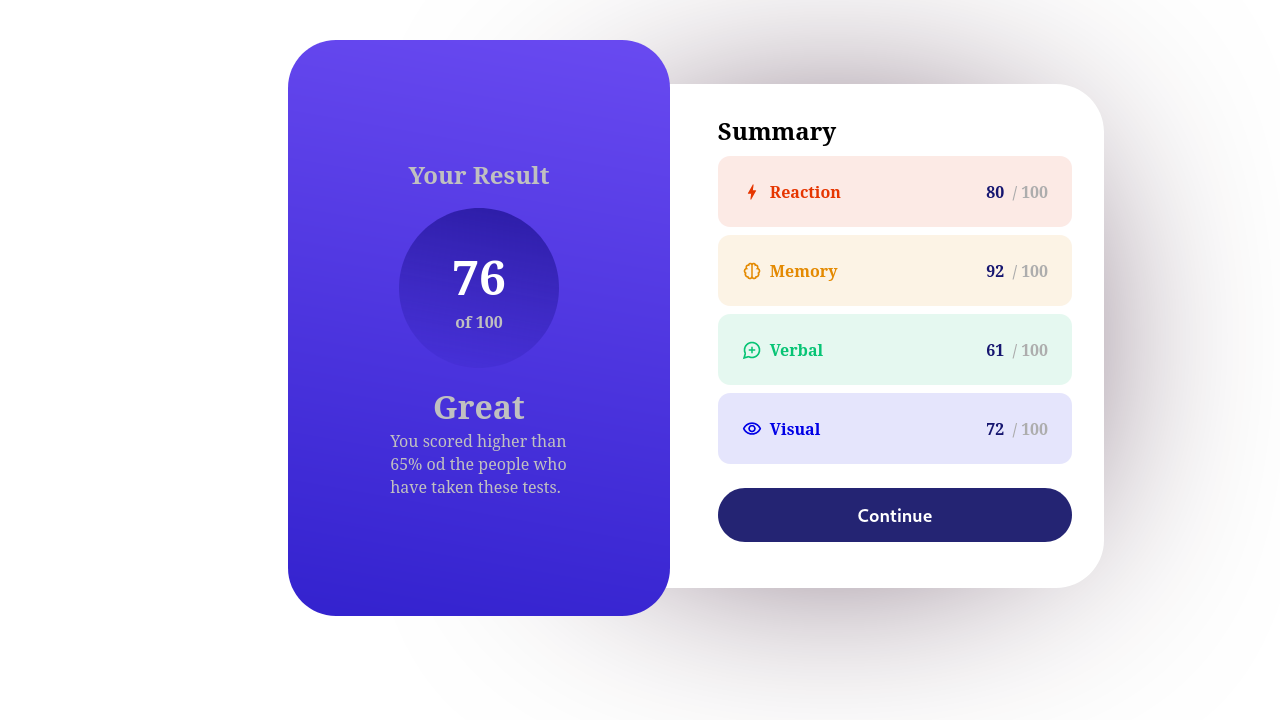 Your Result
76
of 100
Great
You scored higher than
65% od the people who
have taken these tests.
Summary
Reaction 80 / 100
Memory 92 / 100
Verbal 61 / 100
Visual 72 / 100
Continue